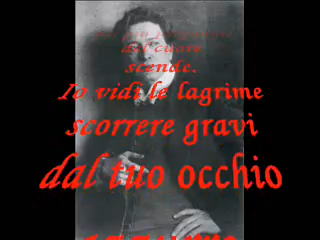 dal cuore
scende.
Io vidi le lagrime
scorrere gravi
dal tuo occhio